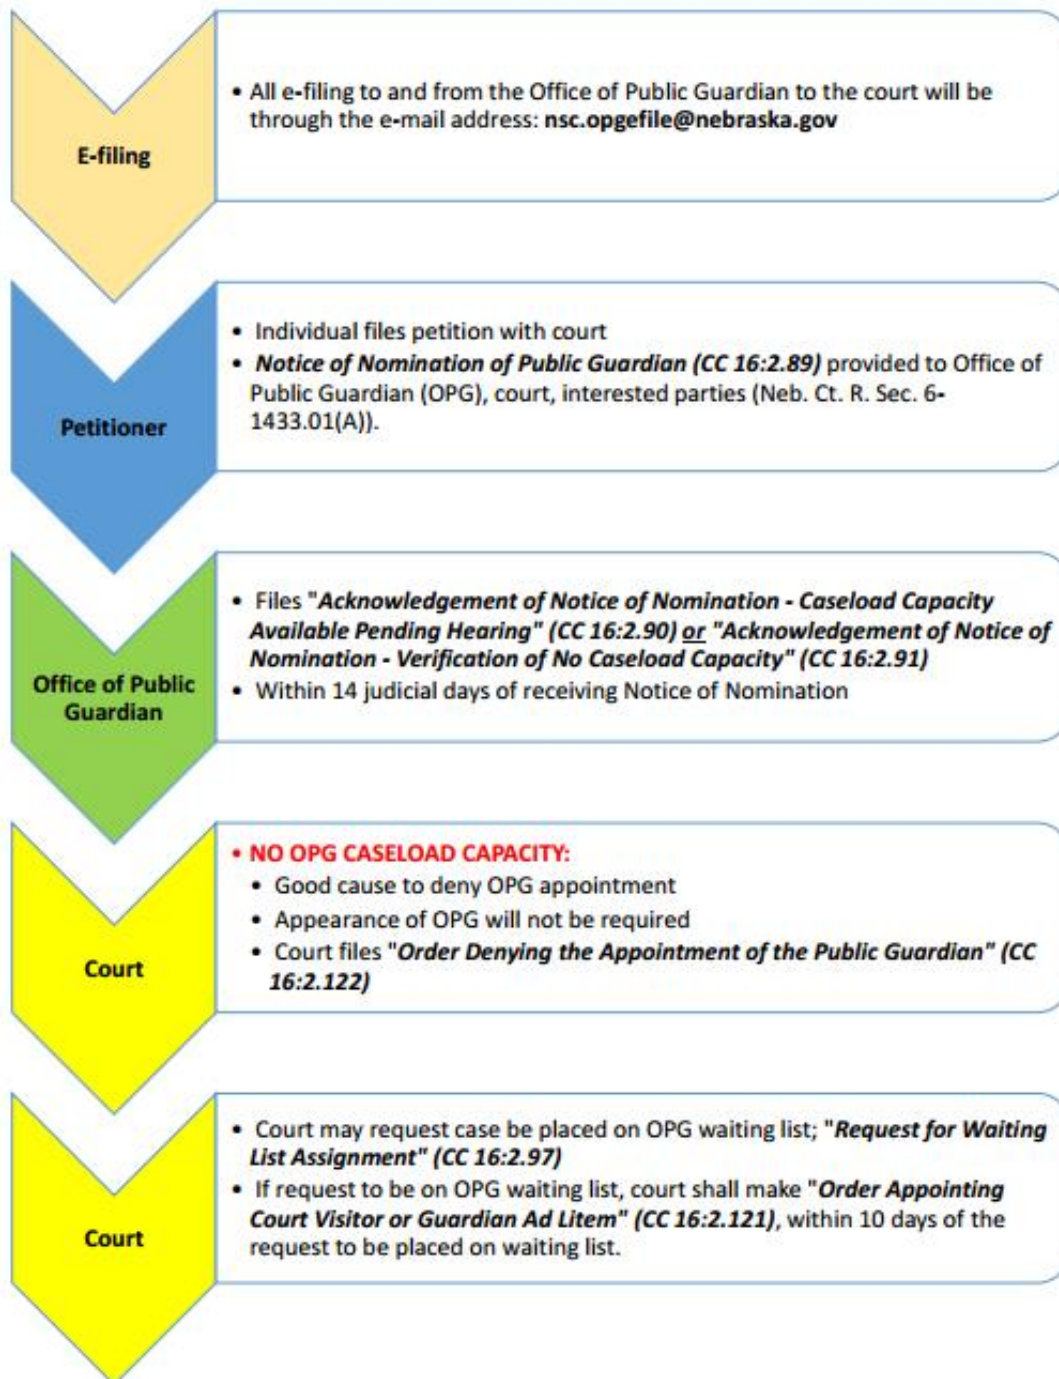 E-filing
• All e-filing to and from the Office of Public Guardian to the court will be
through the e-mail address: nsc.opgefile@nebraska.gov
Petitioner
• Individual files petition with court
• Notice of Nomination of Public Guardian (CC 16:2.89) provided to Office of
Public Guardian (OPG), court, interested parties (Neb. Ct. R. Sec. 6-
1433.01(A)).
Office of Public
Guardian
• Files "Acknowledgement of Notice of Nomination - Caseload Capacity
Available Pending Hearing" (CC 16:2.90) or "Acknowledgement of Notice of
Nomination - Verification of No Caseload Capacity" (CC 16:2.91)
• Within 14 judicial days of receiving Notice of Nomination
Court
• NO OPG CASELOAD CAPACITY:
• Good cause to deny OPG appointment
• Appearance of OPG will not be required
• Court files "Order Denying the Appointment of the Public Guardian" (CC
16:2.122)
Court
• Court may request case be placed on OPG waiting list; "Request for Waiting
List Assignment" (CC 16:2.97)
• If request to be on OPG waiting list, court shall make "Order Appointing
Court Visitor or Guardian Ad Litem" (CC 16:2.121), within 10 days of the
request to be placed on waiting list.